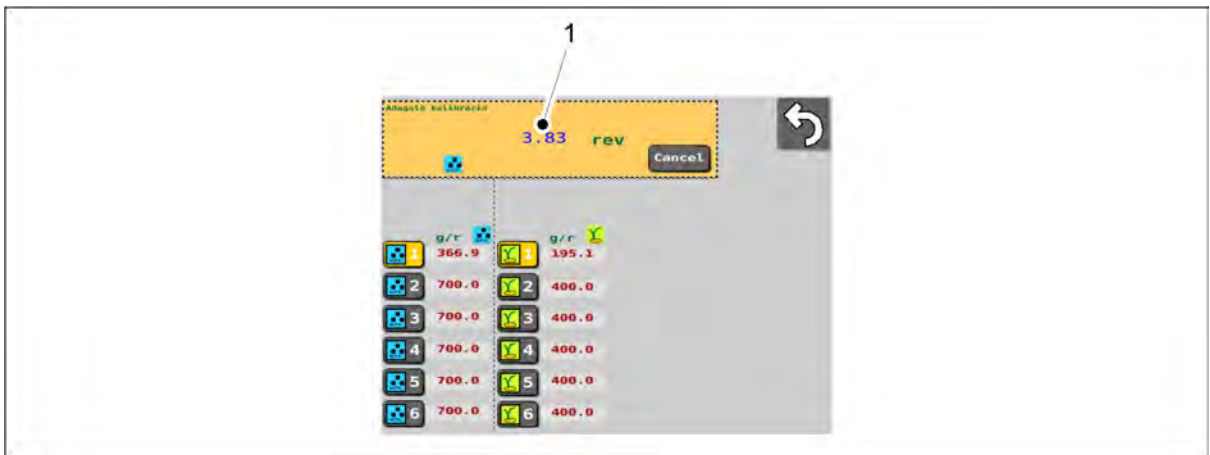 1
Adagoló kalibráció
3.83 rev
Cancel
g/r g/r
1 366.9 1 195.1
2 700.0 2 400.0
3 700.0 3 400.0
4 700.0 4 400.0
5 700.0 5 400.0
6 700.0 6 400.0